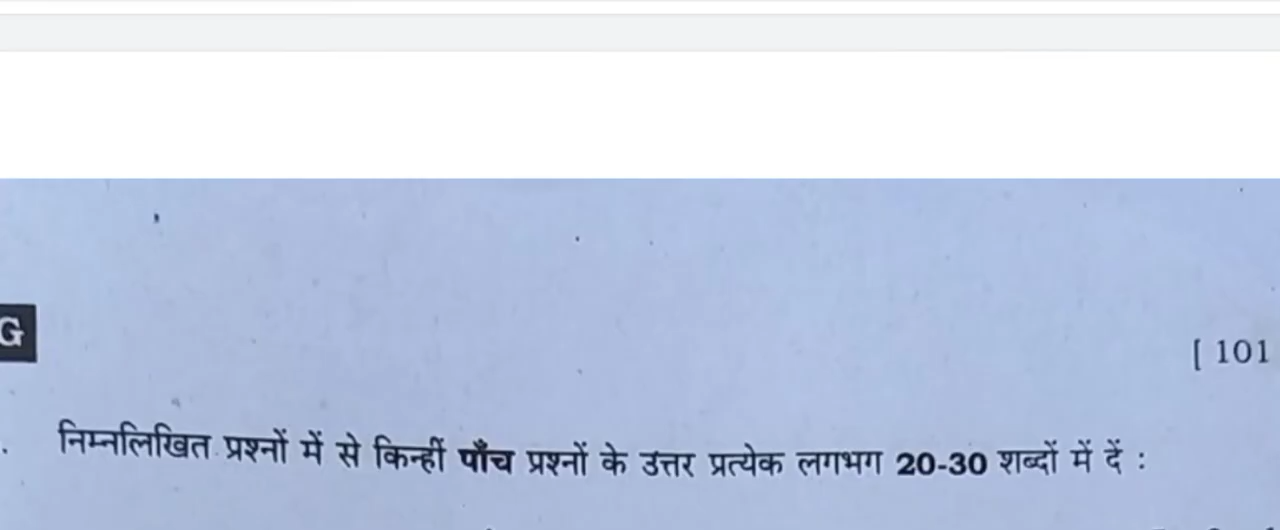 G
[ 101
निम्नलिखित प्रश्नों में से किन्हीं पाँच प्रश्नों के उत्तर प्रत्येक लगभग 20-30 शब्दों में दें :